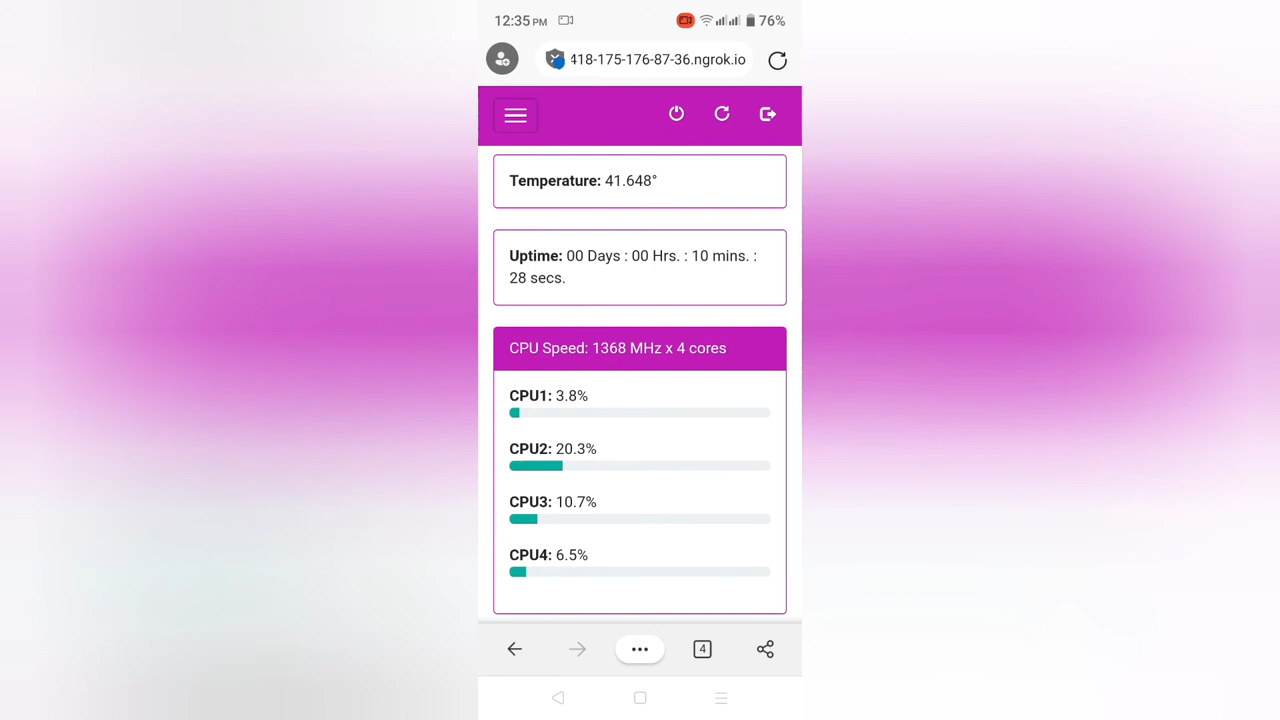 12:35 PM 76%
418-175-176-87-36.ngrok.io
Temperature: 41.648°
Uptime: 00 Days : 00 Hrs. : 10 mins. :
28 secs.
CPU Speed: 1368 MHz x 4 cores
CPU1: 3.8%
CPU2: 20.3%
CPU3: 10.7%
CPU4: 6.5%
4